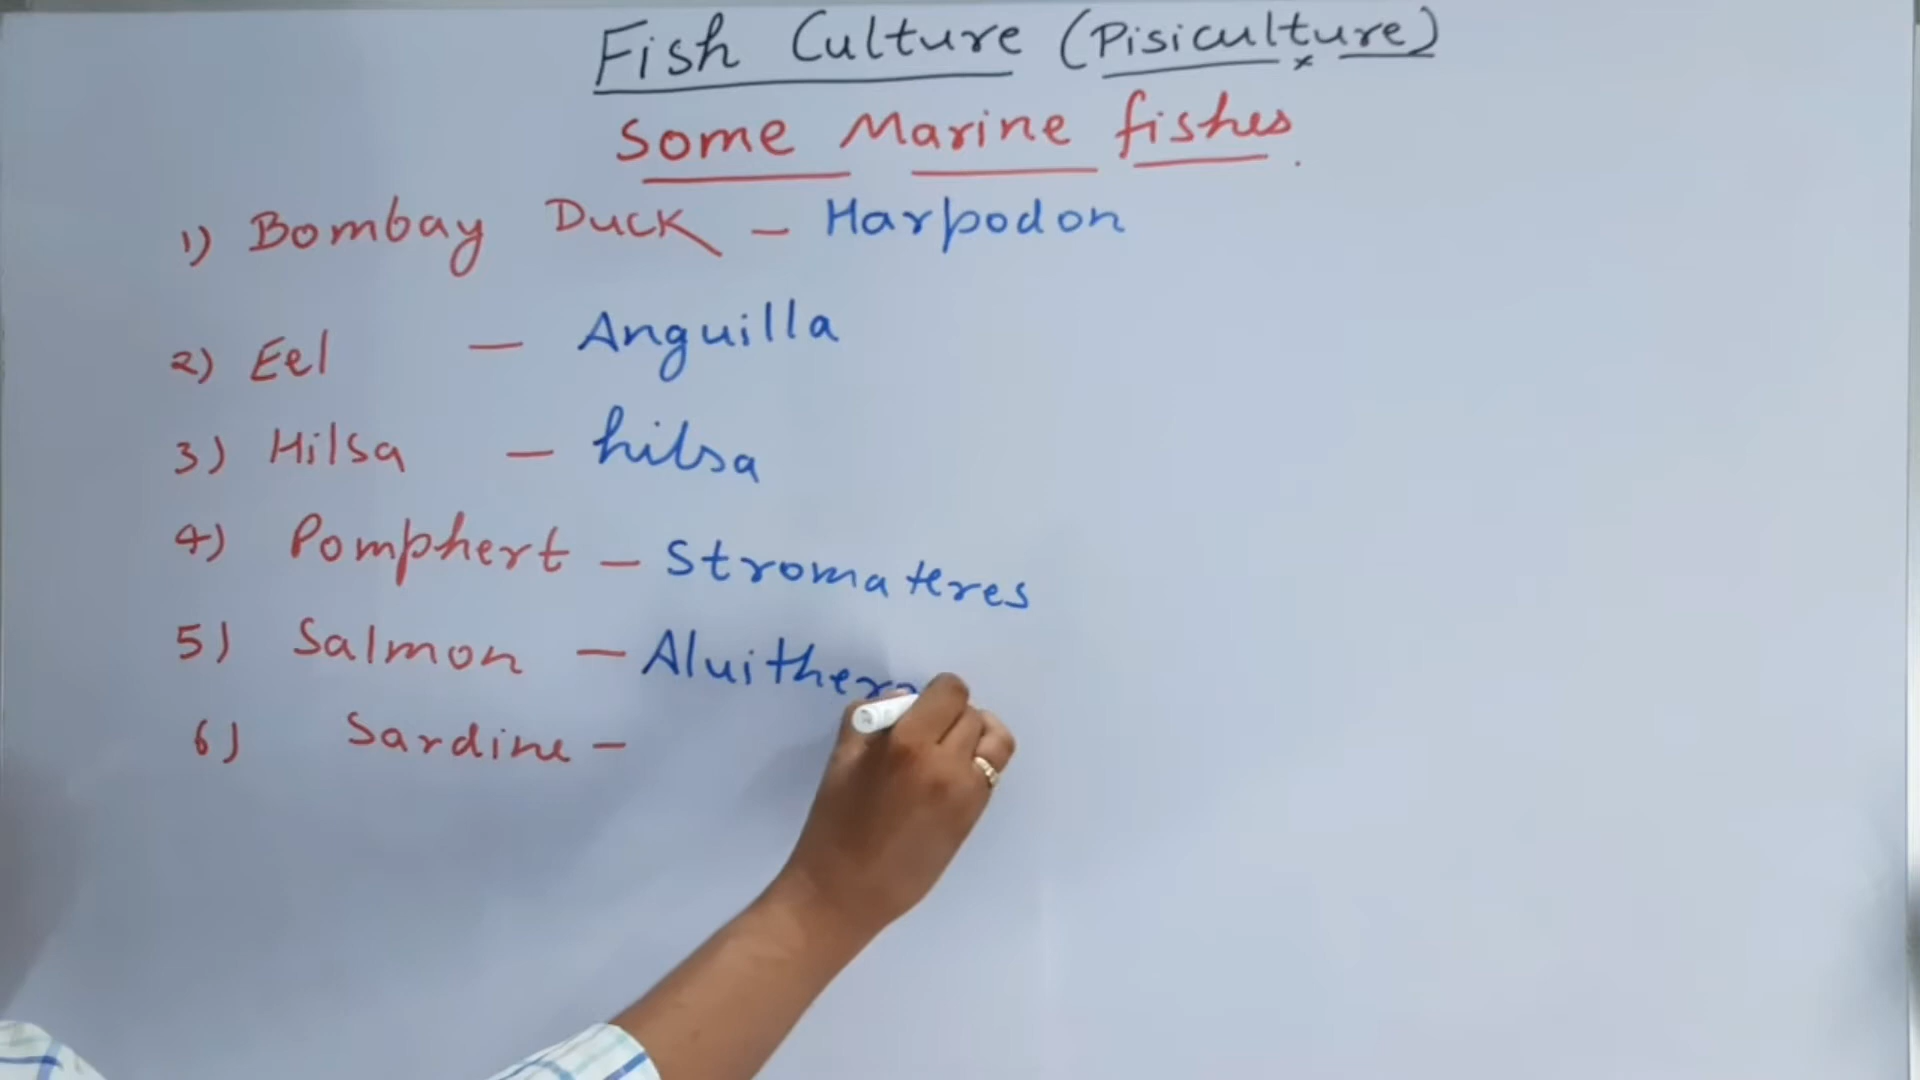 Fish Culture (Pisiculture)
Some Marine fishes.
1) Bombay Duck - Harpodon
2) Eel - Anguilla
3) Hilsa - hilsa
4) Pomphert - Stromateres
5) Salmon -
6) Sardine -